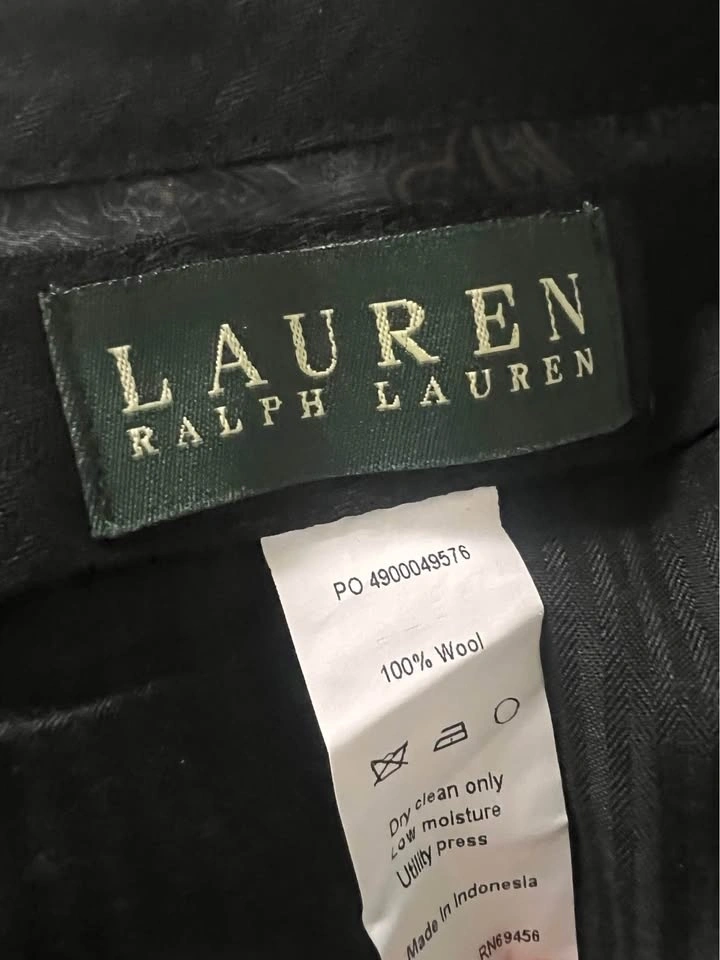 LAUREN
RALPH LAUREN
PO 4900049576
100% Wool
Dry clean only
Low moisture
Utility press
Made In Indonesia
RN69456